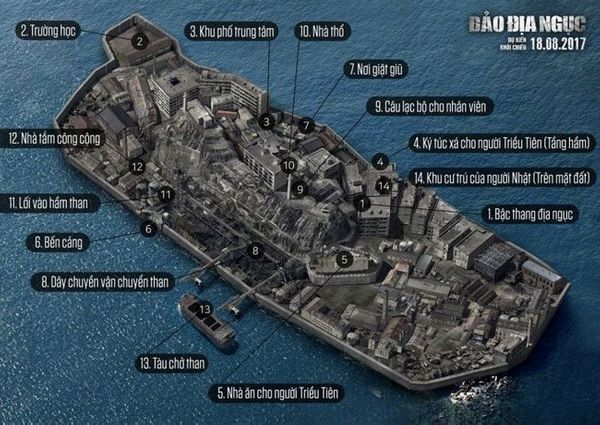 ĐẢO ĐỊA NGỤC
DỰ KIẾN
KHỞI CHIẾU 18.08.2017
2. Trường học
3. Khu phố trung tâm
10. Nhà thổ
7. Nơi giặt giũ
9. Câu lạc bộ cho nhân viên
4. Ký túc xá cho người Triều Tiên (Tầng hầm)
14. Khu cư trú của người Nhật (Trên mặt đất)
1. Bậc thang địa ngục
12. Nhà tắm công cộng
11. Lối vào hầm than
6. Bến cảng
8. Dây chuyền vận chuyển than
13. Tàu chở than
5. Nhà ăn cho người Triều Tiên
2
3
7
4
10
14
9
12
11
1
6
8
5
13